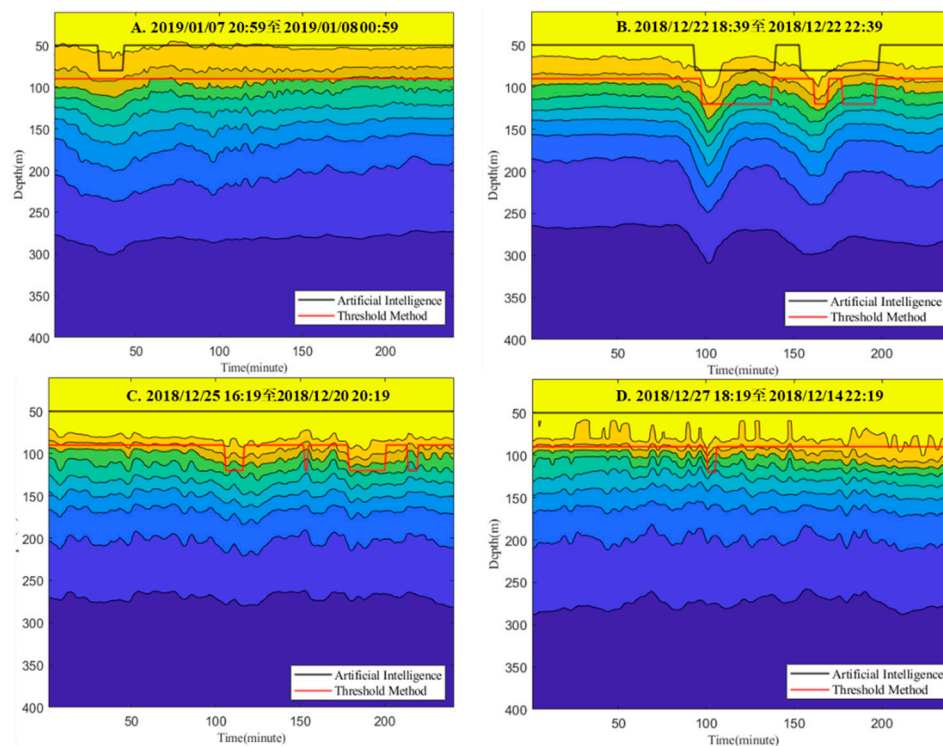 A. 2019/01/07 20:59至2019/01/08 00:59
50
100
150
200
250
300
350
400
Depth(m)
50
100
150
200
Time(minute)
Artificial Intelligence
Threshold Method
B. 2018/12/22 18:39至2018/12/22 22:39
50
100
150
200
250
300
350
400
Depth(m)
50
100
150
200
Time(minute)
Artificial Intelligence
Threshold Method
C. 2018/12/25 16:19至2018/12/20 20:19
50
100
150
200
250
300
350
400
50
100
150
200
Time(minute)
Artificial Intelligence
Threshold Method
D. 2018/12/27 18:19至2018/12/14 22:19
50
100
150
200
250
300
350
400
Depth(m)
50
100
150
200
Time(minute)
Artificial Intelligence
Threshold Method